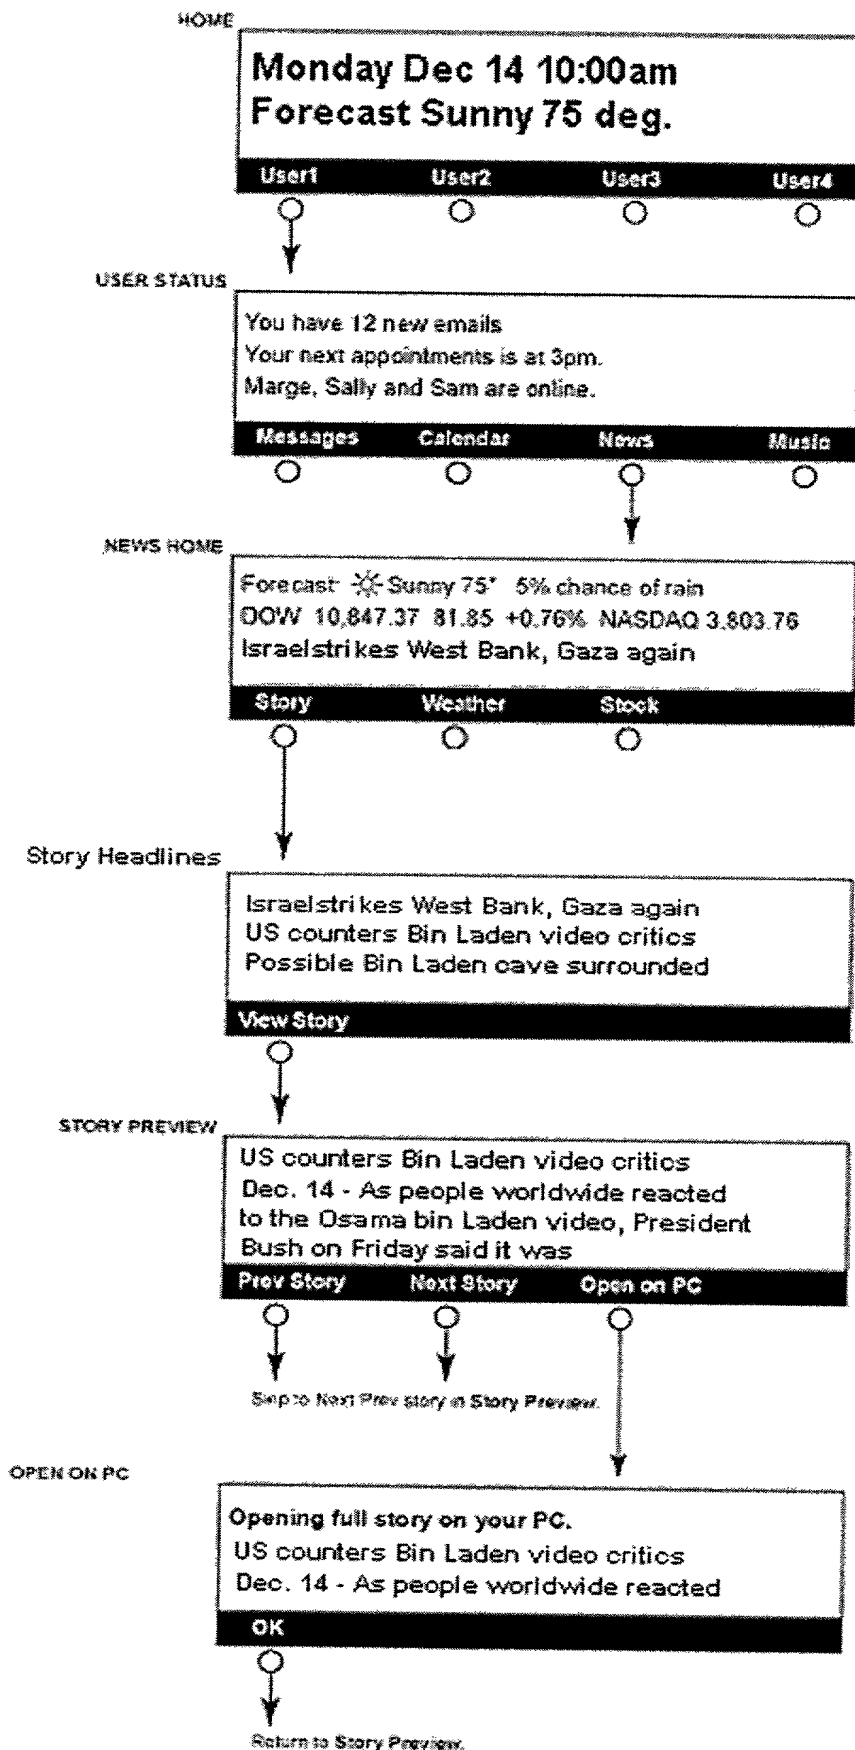 HOME
Monday Dec 14 10:00am
Forecast Sunny 75 deg.
User1 User2 User3 User4
USER STATUS
You have 12 new emails
Your next appointments is at 3pm.
Marge, Sally and Sam are online.
Messages Calendar News Music
NEWS HOME
Forecast Sunny 75° 5% chance of rain
DOW 10,847.37 81.85 +0.76% NASDAQ 3.803.76
Israelstrikes West Bank, Gaza again
Story Weather Stock
Story Headlines
Israelstrikes West Bank, Gaza again
US counters Bin Laden video critics
Possible Bin Laden cave surrounded
View Story
STORY PREVIEW
US counters Bin Laden video critics
Dec. 14 - As people worldwide reacted
to the Osama bin Laden video, President
Bush on Friday said it was
Prev Story Next Story Open on PC
Skip to Next Prev story in Story Preview.
OPEN ON PC
Opening full story on your PC.
US counters Bin Laden video critics
Dec. 14 - As people worldwide reacted
OK
Return to Story Preview.